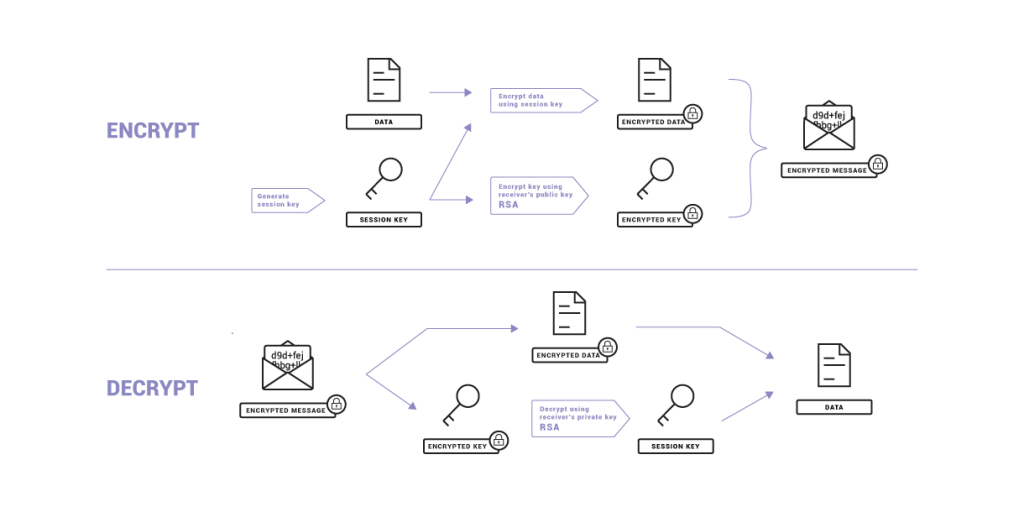 ENCRYPT
DATA
Encrypt data
using session key
ENCRYPTED DATA
d9d+fej
ENCRYPTED MESSAGE
Generate
session key
SESSION KEY
Encrypt key using
receiver's public key
RSA
ENCRYPTED KEY
DECRYPT
d9d+fej
ENCRYPTED MESSAGE
ENCRYPTED DATA
ENCRYPTED KEY
Decrypt using
receiver's private key
RSA
SESSION KEY
DATA